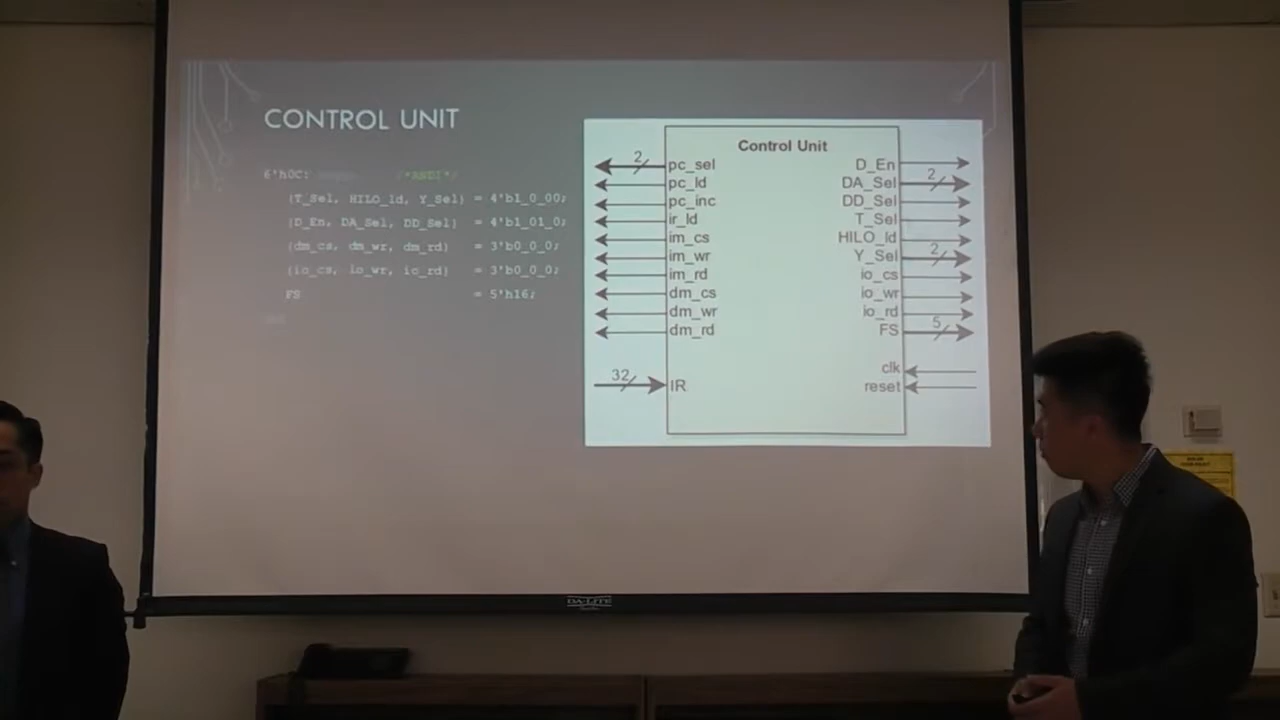 CONTROL UNIT
6'h0C: /*ANDI*/
{T_Sel, HILO_ld, Y_Sel} = 4'b1_0_00;
{D_En, DA_Sel, DD_Sel} = 4'b1_01_0;
{dm_cs, dm_wr, dm_rd} = 3'b0_0_0;
{io_cs, io_wr, io_rd} = 3'b0_0_0;
FS = 5'h16;
Control Unit
2
pc_sel
pc_ld
pc_inc
ir_ld
im_cs
im_wr
im_rd
dm_cs
dm_wr
dm_rd
32
IR
D_En
2
DA_Sel
DD_Sel
T_Sel
HILO_ld
2
Y_Sel
io_cs
io_wr
io_rd
5
FS
clk
reset
DA-LITE